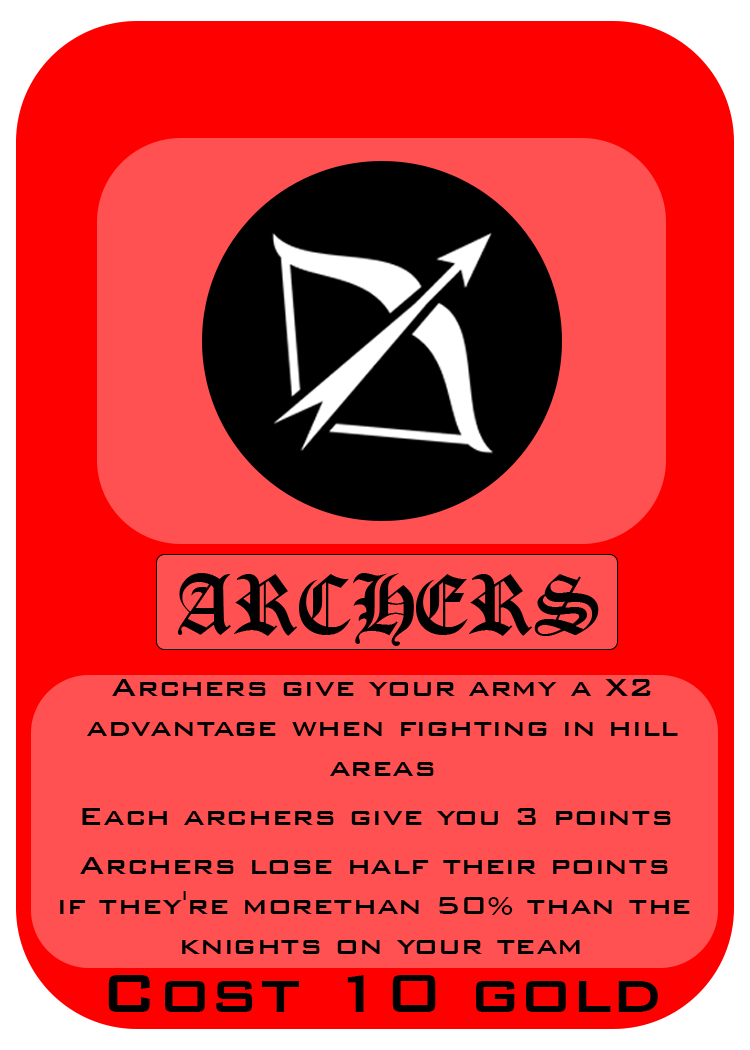 ARCHERS
Archers give your army a X2
advantage when fighting in hill
areas
Each archers give you 3 points
Archers lose half their points
if they're morethan 50% than the
knights on your team
Cost 10 gold